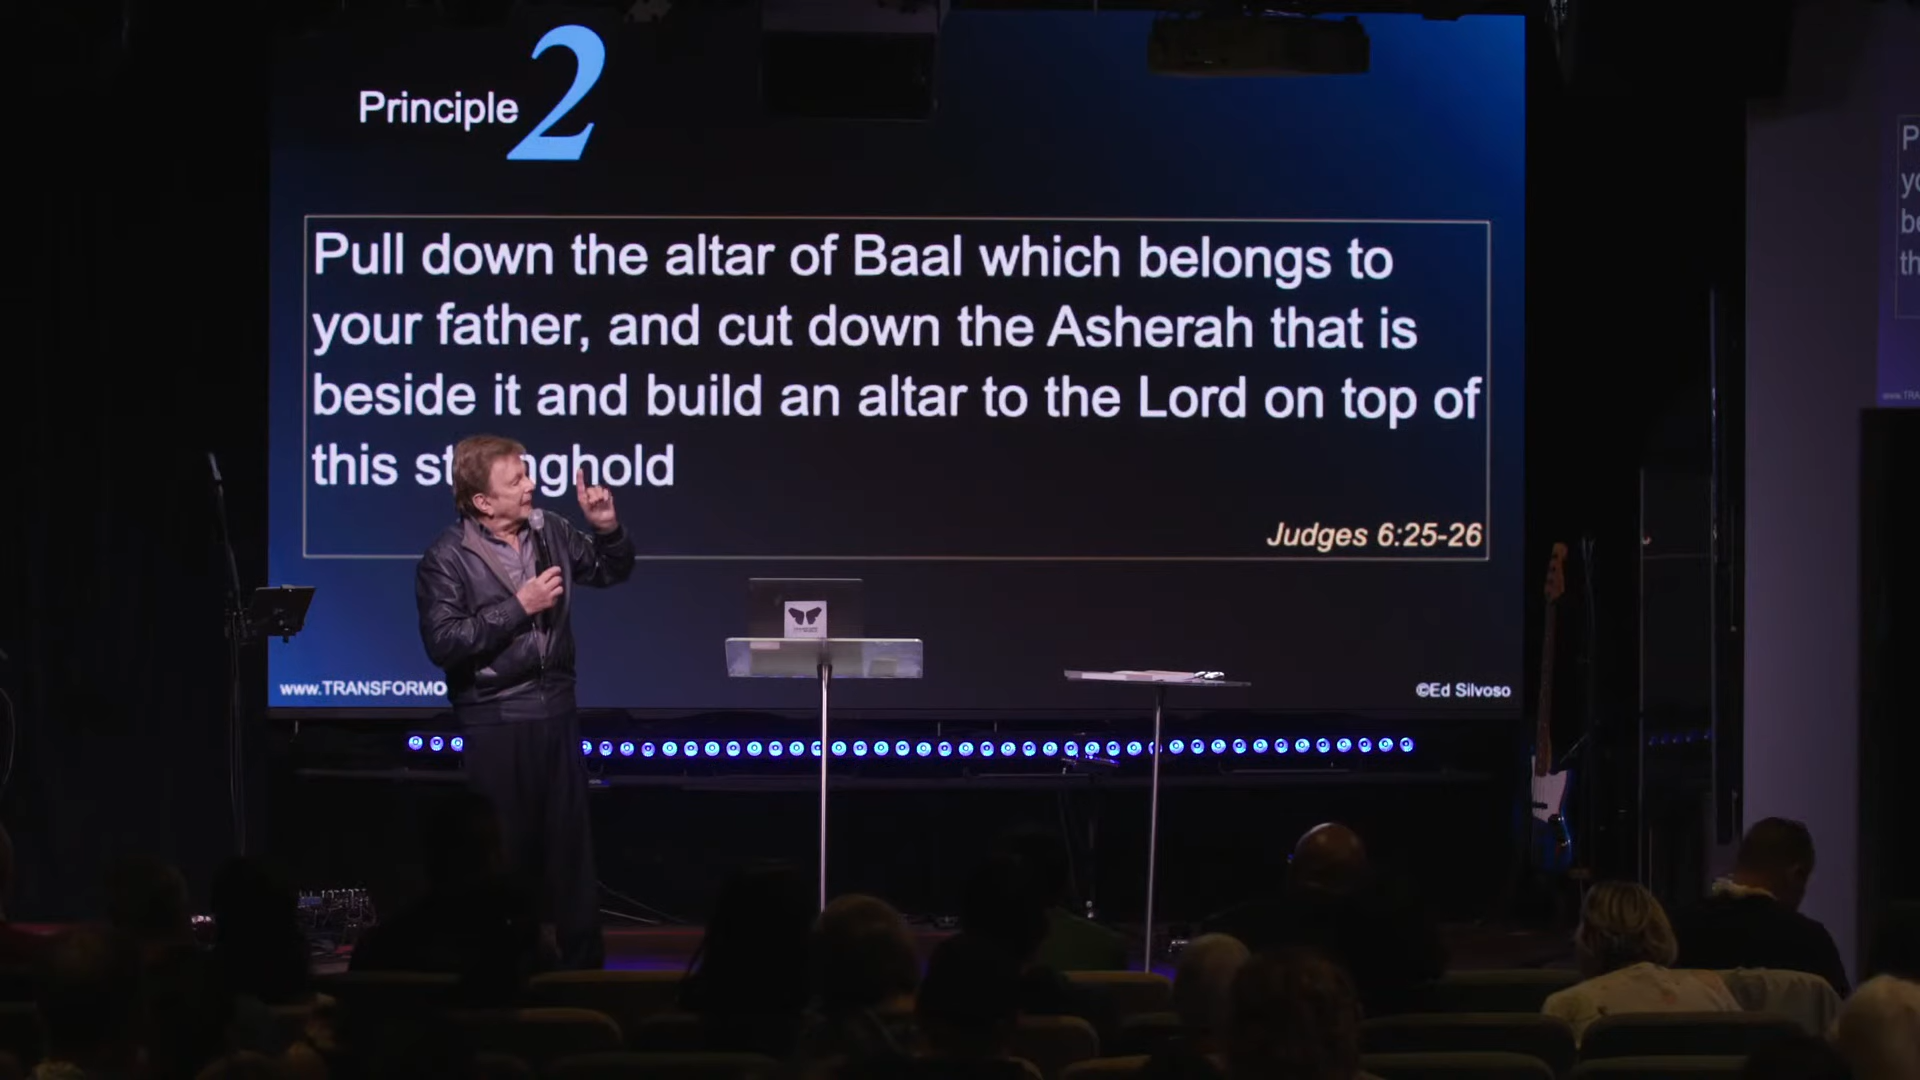 Principle 2
Pull down the altar of Baal which belongs to
your father, and cut down the Asherah that is
beside it and build an altar to the Lord on top of
this stronghold
Judges 6:25-26
www.TRANSFORMO
©Ed Silvoso